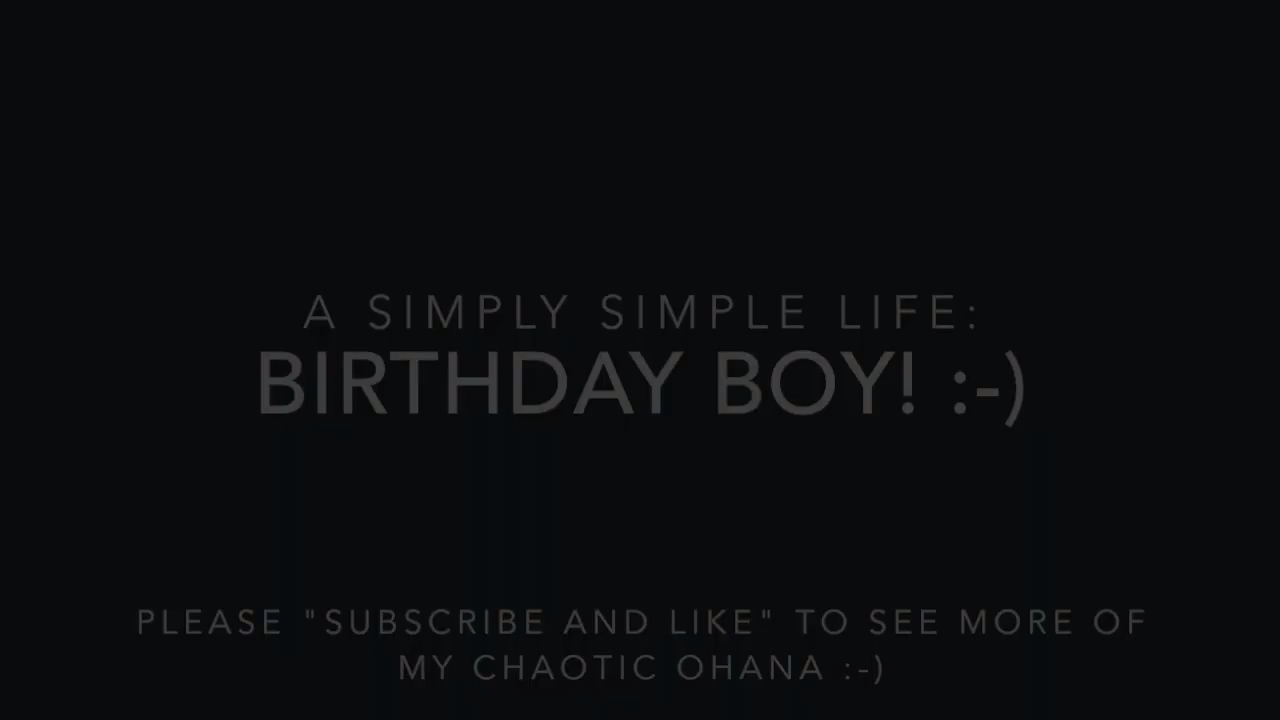 A SIMPLY SIMPLE LIFE:
BIRTHDAY BOY! :-)
PLEASE "SUBSCRIBE AND LIKE" TO SEE MORE OF
MY CHAOTIC OHANA :-)